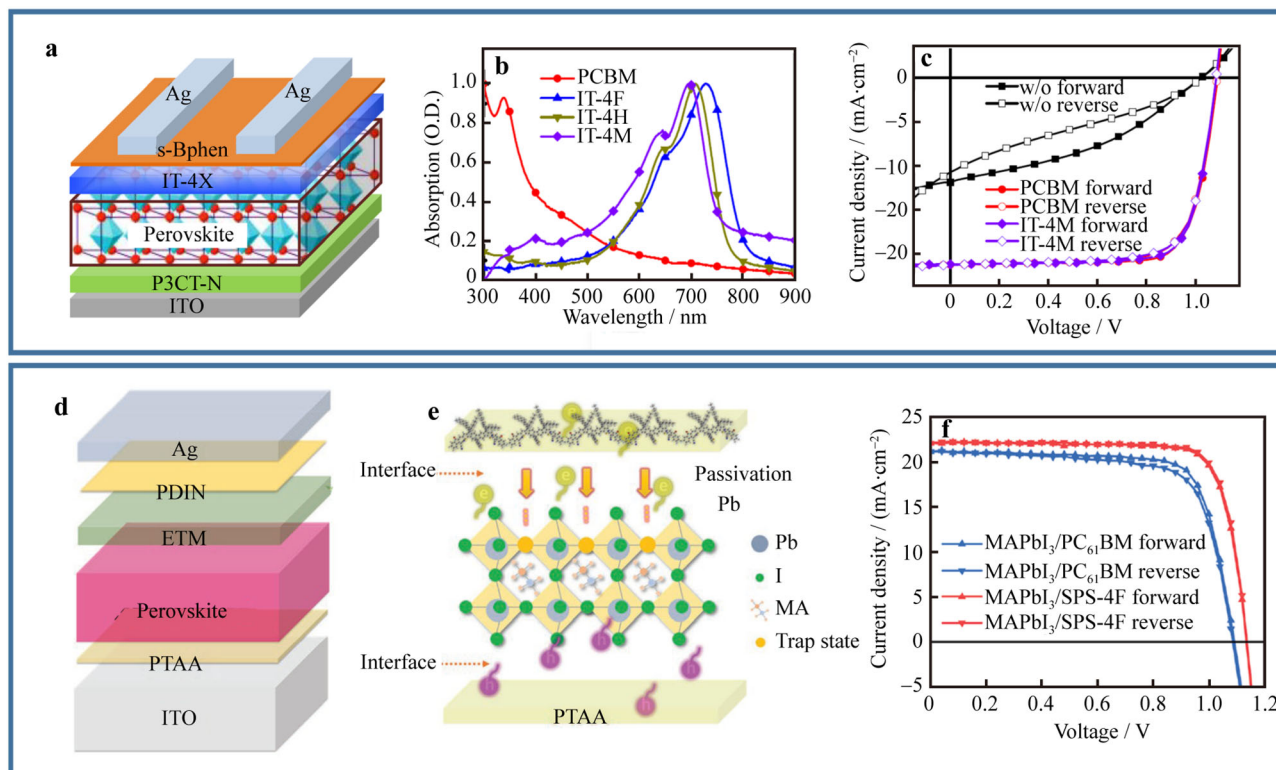 a
Ag
Ag
s-Bphen
IT-4X
Perovskite
P3CT-N
ITO
b
PCBM
IT-4F
IT-4H
IT-4M
Absorption (O.D.)
1.0
0.8
0.6
0.4
0.2
0
300 400 500 600 700 800 900
Wavelength / nm
c
w/o forward
w/o reverse
PCBM forward
PCBM reverse
IT-4M forward
IT-4M reverse
Current density / (mA·cm−2)
0
−5
−10
−15
−20
0 0.2 0.4 0.6 0.8 1.0
Voltage / V
d
Ag
PDIN
ETM
Perovskite
PTAA
ITO
e
e
e
Interface
Passivation
Pb
e
e
e
Pb
I
MA
Trap state
Interface
h
h
h
h
h
PTAA
f
MAPbI3/PC61BM forward
MAPbI3/PC61BM reverse
MAPbI3/SPS-4F forward
MAPbI3/SPS-4F reverse
Current density / (mA·cm−2)
25
20
15
10
5
0
−5
0 0.2 0.4 0.6 0.8 1.0 1.2
Voltage / V